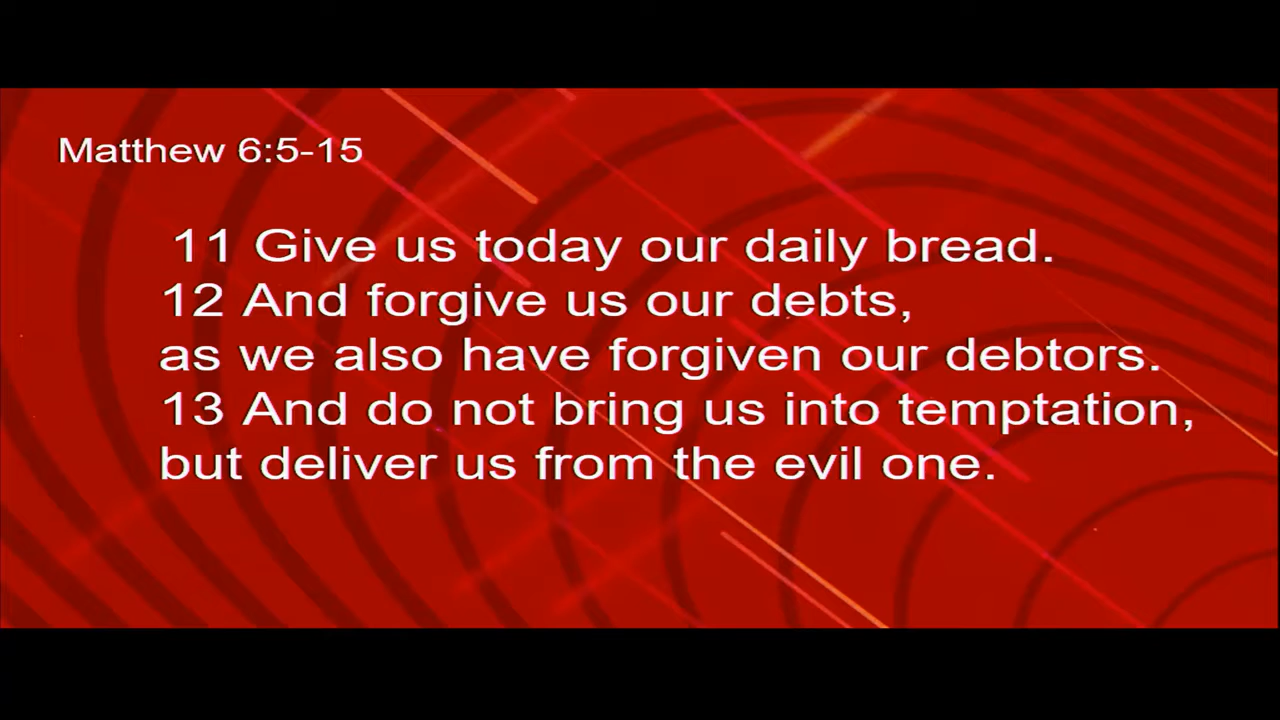 Matthew 6:5-15
11 Give us today our daily bread.
12 And forgive us our debts,
as we also have forgiven our debtors.
13 And do not bring us into temptation,
but deliver us from the evil one.